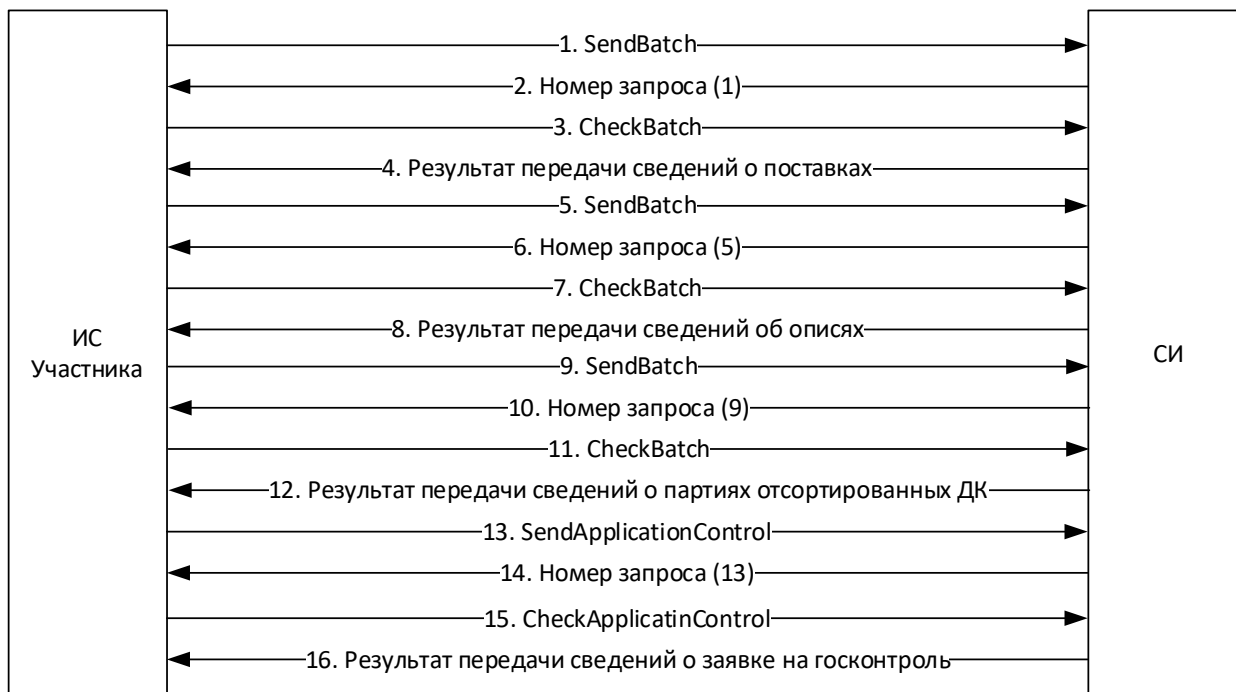 1. SendBatch
2. Номер запроса (1)
3. CheckBatch
4. Результат передачи сведений о поставках
5. SendBatch
6. Номер запроса (5)
7. CheckBatch
8. Результат передачи сведений об описях
ИС
Участника
СИ
9. SendBatch
10. Номер запроса (9)
11. CheckBatch
12. Результат передачи сведений о партиях отсортированных ДК
13. SendApplicationControl
14. Номер запроса (13)
15. CheckApplicatinControl
16. Результат передачи сведений о заявке на госконтроль